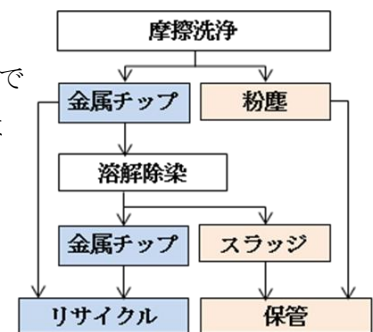 摩擦洗浄
で
金属チップ 粉塵
溶解除染
金属チップ スラッジ
リサイクル 保管